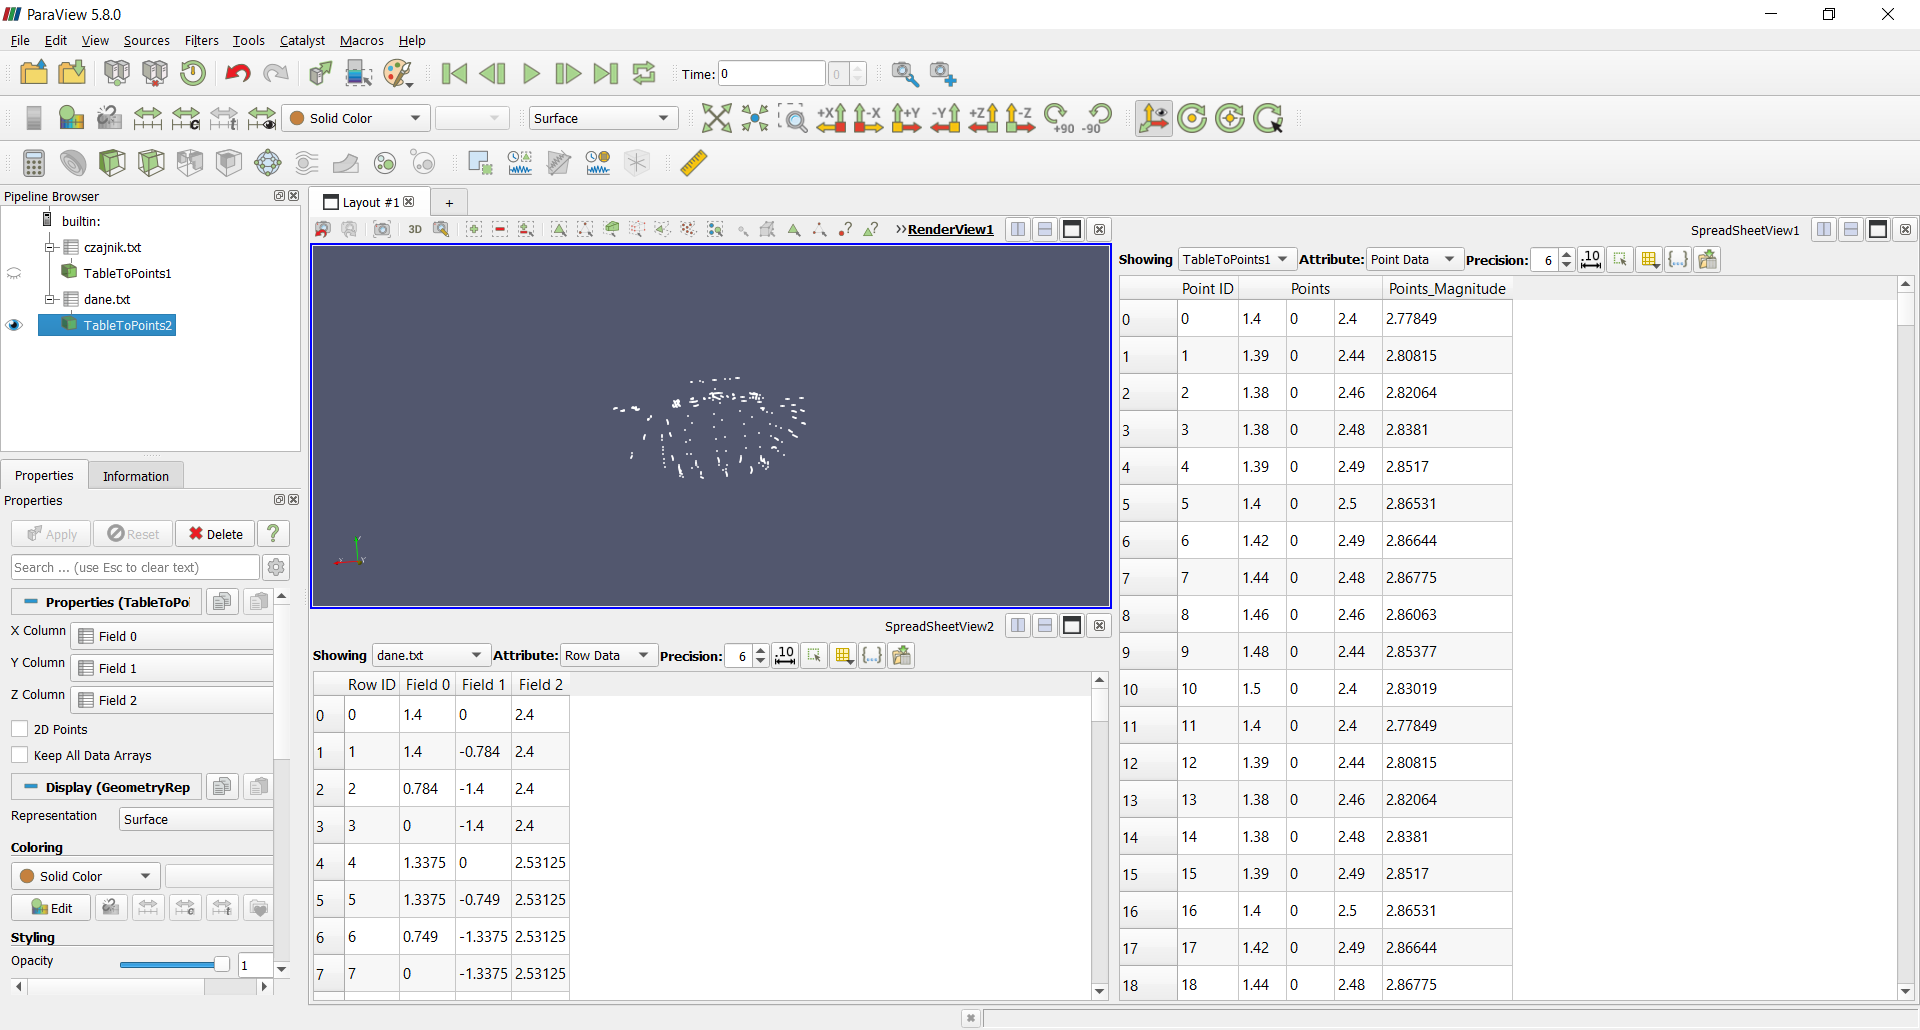 ParaView 5.8.0
File Edit View Sources Filters Tools Catalyst Macros Help
Time: 0 0
Solid Color Surface +X -X +Y -Y +Z -Z +90 -90
Pipeline Browser
builtin:
czajnik.txt
TableToPoints1
dane.txt
TableToPoints2
Properties Information
Properties
Apply Reset Delete ?
Search ... (use Esc to clear text)
Properties (TableToPoi
X Column Field 0
Y Column Field 1
Z Column Field 2
2D Points
Keep All Data Arrays
Display (GeometryRep
Representation Surface
Coloring
Solid Color
Edit
Styling
Opacity 1
Layout #1 +
3D >> RenderView1
SpreadSheetView2
Showing dane.txt Attribute: Row Data Precision: 6 .10 {...}
Row ID Field 0 Field 1 Field 2
0 0 1.4 0 2.4
1 1 1.4 -0.784 2.4
2 2 0.784 -1.4 2.4
3 3 0 -1.4 2.4
4 4 1.3375 0 2.53125
5 5 1.3375 -0.749 2.53125
6 6 0.749 -1.3375 2.53125
7 7 0 -1.3375 2.53125
SpreadSheetView1
Showing TableToPoints1 Attribute: Point Data Precision: 6 .10 {...}
Point ID Points Points_Magnitude
0 0 1.4 0 2.4 2.77849
1 1 1.39 0 2.44 2.80815
2 2 1.38 0 2.46 2.82064
3 3 1.38 0 2.48 2.8381
4 4 1.39 0 2.49 2.8517
5 5 1.4 0 2.5 2.86531
6 6 1.42 0 2.49 2.86644
7 7 1.44 0 2.48 2.86775
8 8 1.46 0 2.46 2.86063
9 9 1.48 0 2.44 2.85377
10 10 1.5 0 2.4 2.83019
11 11 1.4 0 2.4 2.77849
12 12 1.39 0 2.44 2.80815
13 13 1.38 0 2.46 2.82064
14 14 1.38 0 2.48 2.8381
15 15 1.39 0 2.49 2.8517
16 16 1.4 0 2.5 2.86531
17 17 1.42 0 2.49 2.86644
18 18 1.44 0 2.48 2.86775